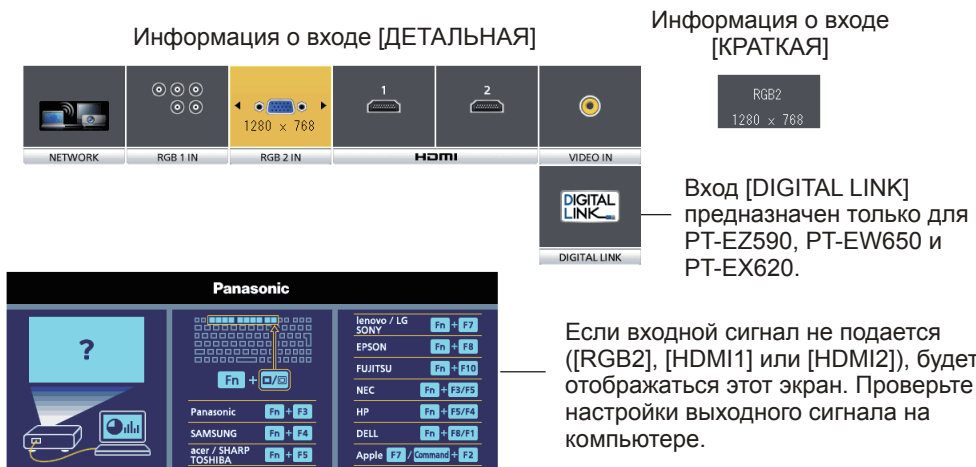 Информация о входе [ДЕТАЛЬНАЯ]
Информация о входе
[КРАТКАЯ]
1280 × 768
1
2
NETWORK
RGB 1 IN
RGB 2 IN
HDMI
VIDEO IN
RGB2
1280 × 768
DIGITAL
LINK
DIGITAL LINK
Вход [DIGITAL LINK]
предназначен только для
PT-EZ590, PT-EW650 и
PT-EX620.
Panasonic
?
Fn +
Panasonic Fn + F3
SAMSUNG Fn + F4
acer / SHARP
TOSHIBA Fn + F5
lenovo / LG
SONY Fn + F7
EPSON Fn + F8
FUJITSU Fn + F10
NEC Fn + F3/F5
HP Fn + F5/F4
DELL Fn + F8/F1
Apple F7 / Command + F2
Если входной сигнал не подается
([RGB2], [HDMI1] или [HDMI2]), будет
отображаться этот экран. Проверьте
настройки выходного сигнала на
компьютере.